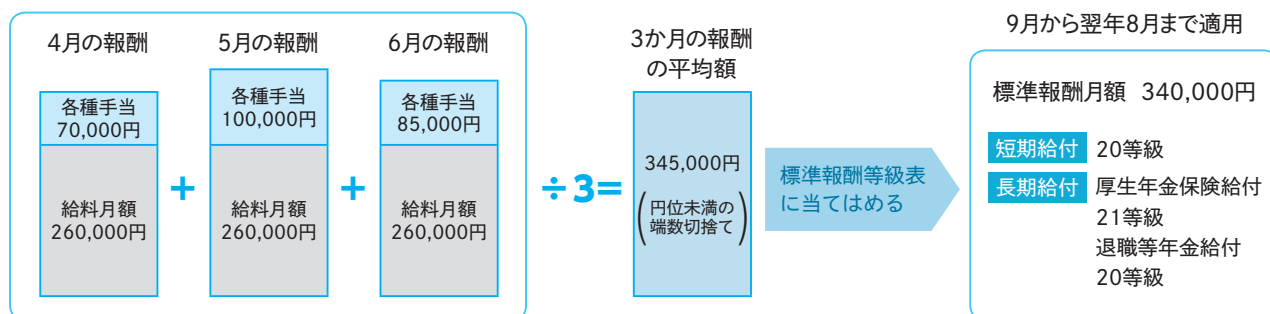 4月の報酬
各種手当
70,000円
給料月額
260,000円
+
5月の報酬
各種手当
100,000円
給料月額
260,000円
+
6月の報酬
各種手当
85,000円
給料月額
260,000円
÷3=
3か月の報酬
の平均額
345,000円
(円位未満の
端数切捨て)
標準報酬等級表
に当てはめる
9月から翌年8月まで適用
標準報酬月額 340,000円
短期給付 20等級
長期給付 厚生年金保険給付
21等級
退職等年金給付
20等級